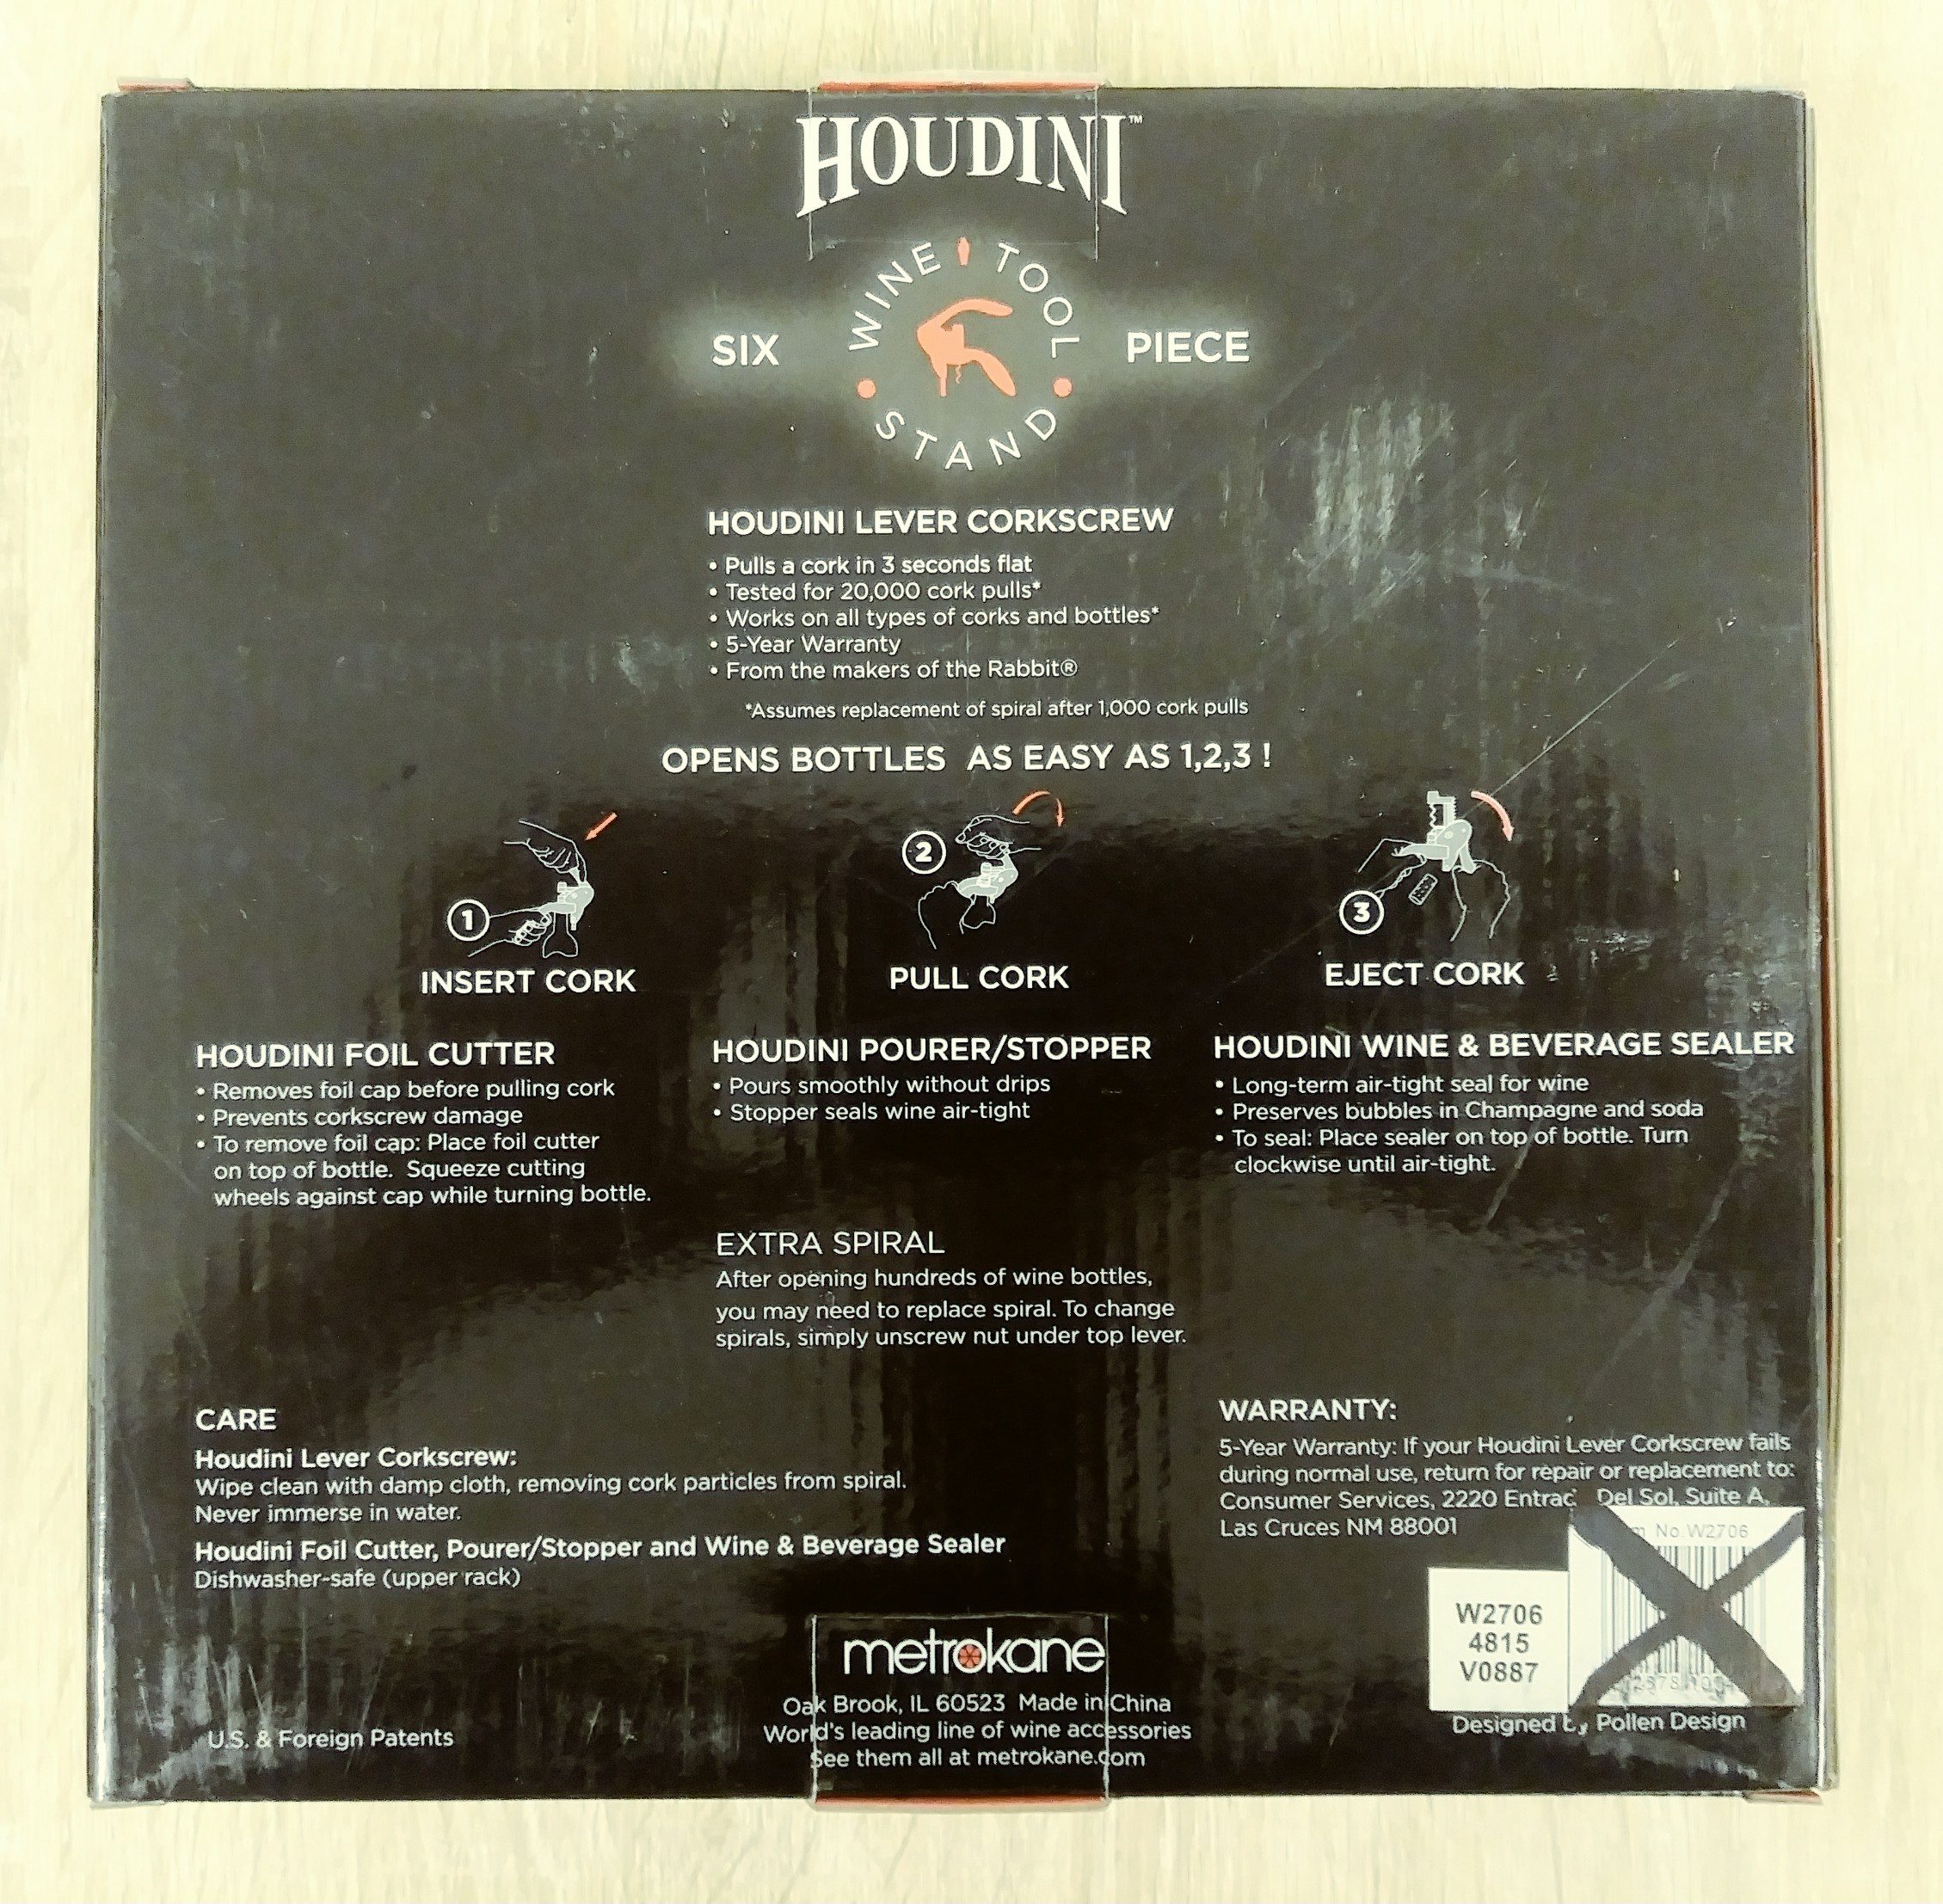 HOUDINI™
WINE TOOL
SIX PIECE
STAND
HOUDINI LEVER CORKSCREW
• Pulls a cork in 3 seconds flat
• Tested for 20,000 cork pulls*
• Works on all types of corks and bottles*
• 5-Year Warranty
• From the makers of the Rabbit®
*Assumes replacement of spiral after 1,000 cork pulls
OPENS BOTTLES AS EASY AS 1,2,3 !
1
INSERT CORK
2
PULL CORK
3
EJECT CORK
HOUDINI FOIL CUTTER
• Removes foil cap before pulling cork
• Prevents corkscrew damage
• To remove foil cap: Place foil cutter
on top of bottle. Squeeze cutting
wheels against cap while turning bottle.
HOUDINI POURER/STOPPER
• Pours smoothly without drips
• Stopper seals wine air-tight
HOUDINI WINE & BEVERAGE SEALER
• Long-term air-tight seal for wine
• Preserves bubbles in Champagne and soda
• To seal: Place sealer on top of bottle. Turn
clockwise until air-tight.
EXTRA SPIRAL
After opening hundreds of wine bottles,
you may need to replace spiral. To change
spirals, simply unscrew nut under top lever.
CARE
Houdini Lever Corkscrew:
Wipe clean with damp cloth, removing cork particles from spiral.
Never immerse in water.
Houdini Foil Cutter, Pourer/Stopper and Wine & Beverage Sealer
Dishwasher-safe (upper rack)
WARRANTY:
5-Year Warranty: If your Houdini Lever Corkscrew fails
during normal use, return for repair or replacement to:
Consumer Services, 2220 Entrac Del Sol, Suite A,
Las Cruces NM 88001
No.W2706
W2706
4815
V0887
Designed by Pollen Design
metrokane
Oak Brook, IL 60523 Made in China
World's leading line of wine accessories
See them all at metrokane.com
U.S. & Foreign Patents